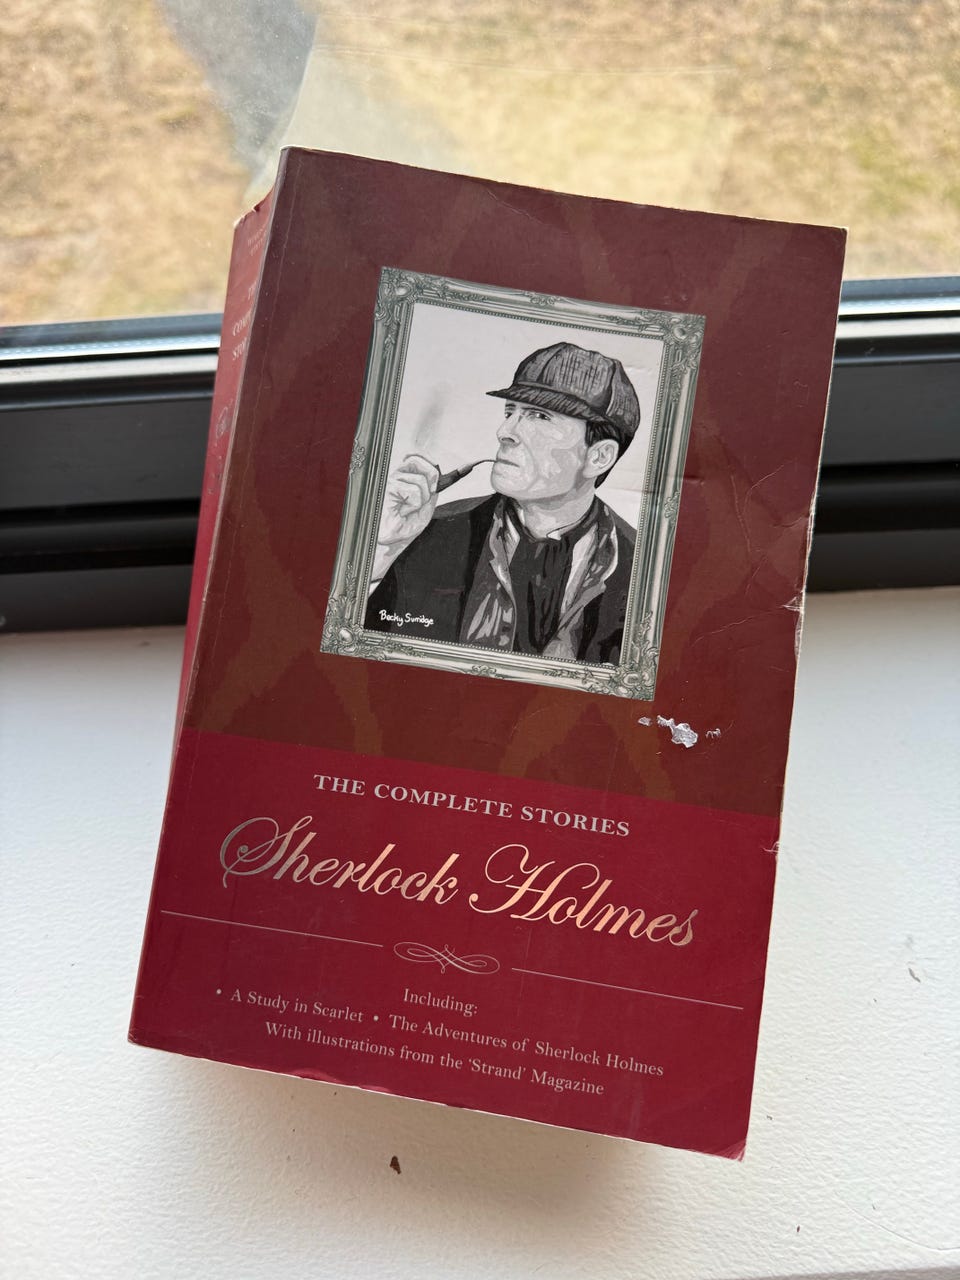 Becky Surridge
THE COMPLETE STORIES
Sherlock Holmes
Including:
• A Study in Scarlet • The Adventures of Sherlock Holmes
With illustrations from the ‘Strand’ Magazine